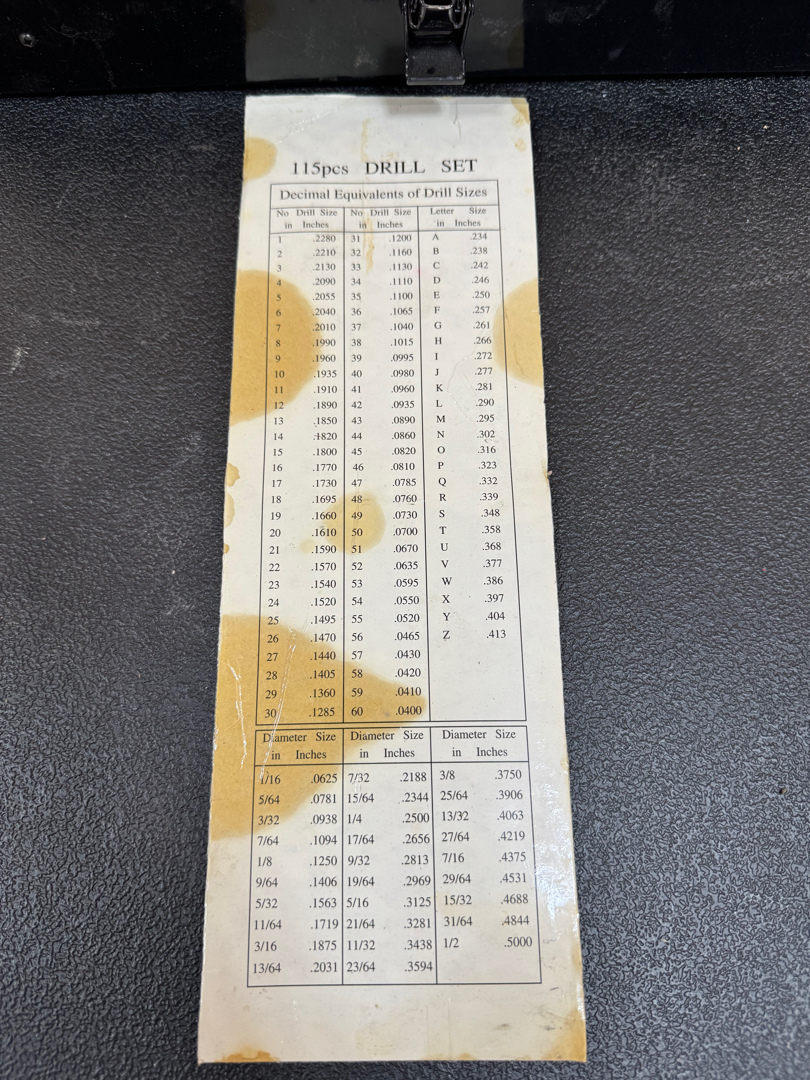 115pcs DRILL SET
Decimal Equivalents of Drill Sizes
No Drill Size No Drill Size Letter Size
in Inches in Inches in Inches
1 .2280 31 .1200 A .234
2 .2210 32 .1160 B .238
3 .2130 33 .1130 C .242
4 .2090 34 .1110 D .246
5 .2055 35 .1100 E .250
6 .2040 36 .1065 F .257
7 .2010 37 .1040 G .261
8 .1990 38 .1015 H .266
9 .1960 39 .0995 I .272
10 .1935 40 .0980 J .277
11 .1910 41 .0960 K .281
12 .1890 42 .0935 L .290
13 .1850 43 .0890 M .295
14 .1820 44 .0860 N .302
15 .1800 45 .0820 O .316
16 .1770 46 .0810 P .323
17 .1730 47 .0785 Q .332
18 .1695 48 .0760 R .339
19 .1660 49 .0730 S .348
20 .1610 50 .0700 T .358
21 .1590 51 .0670 U .368
22 .1570 52 .0635 V .377
23 .1540 53 .0595 W .386
24 .1520 54 .0550 X .397
25 .1495 55 .0520 Y .404
26 .1470 56 .0465 Z .413
27 .1440 57 .0430
28 .1405 58 .0420
29 .1360 59 .0410
30 .1285 60 .0400
Diameter Size Diameter Size Diameter Size
in Inches in Inches in Inches
1/16 .0625 7/32 .2188 3/8 .3750
5/64 .0781 15/64 .2344 25/64 .3906
3/32 .0938 1/4 .2500 13/32 .4063
7/64 .1094 17/64 .2656 27/64 .4219
1/8 .1250 9/32 .2813 7/16 .4375
9/64 .1406 19/64 .2969 29/64 .4531
5/32 .1563 5/16 .3125 15/32 .4688
11/64 .1719 21/64 .3281 31/64 .4844
3/16 .1875 11/32 .3438 1/2 .5000
13/64 .2031 23/64 .3594